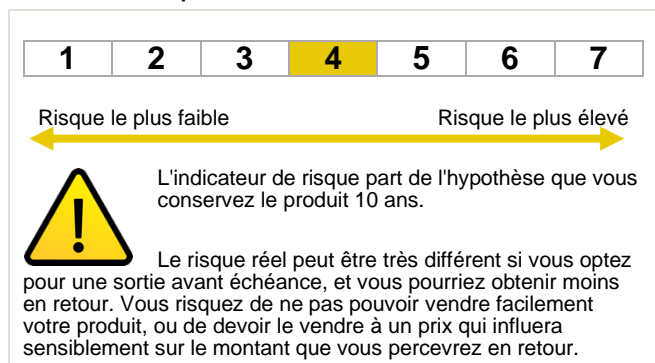 1 2 3 4 5 6 7
Risque le plus faible Risque le plus élevé
L'indicateur de risque part de l'hypothèse que vous
conservez le produit 10 ans.
Le risque réel peut être très différent si vous optez
pour une sortie avant échéance, et vous pourriez obtenir moins
en retour. Vous risquez de ne pas pouvoir vendre facilement
votre produit, ou de devoir le vendre à un prix qui influera
sensiblement sur le montant que vous percevrez en retour.